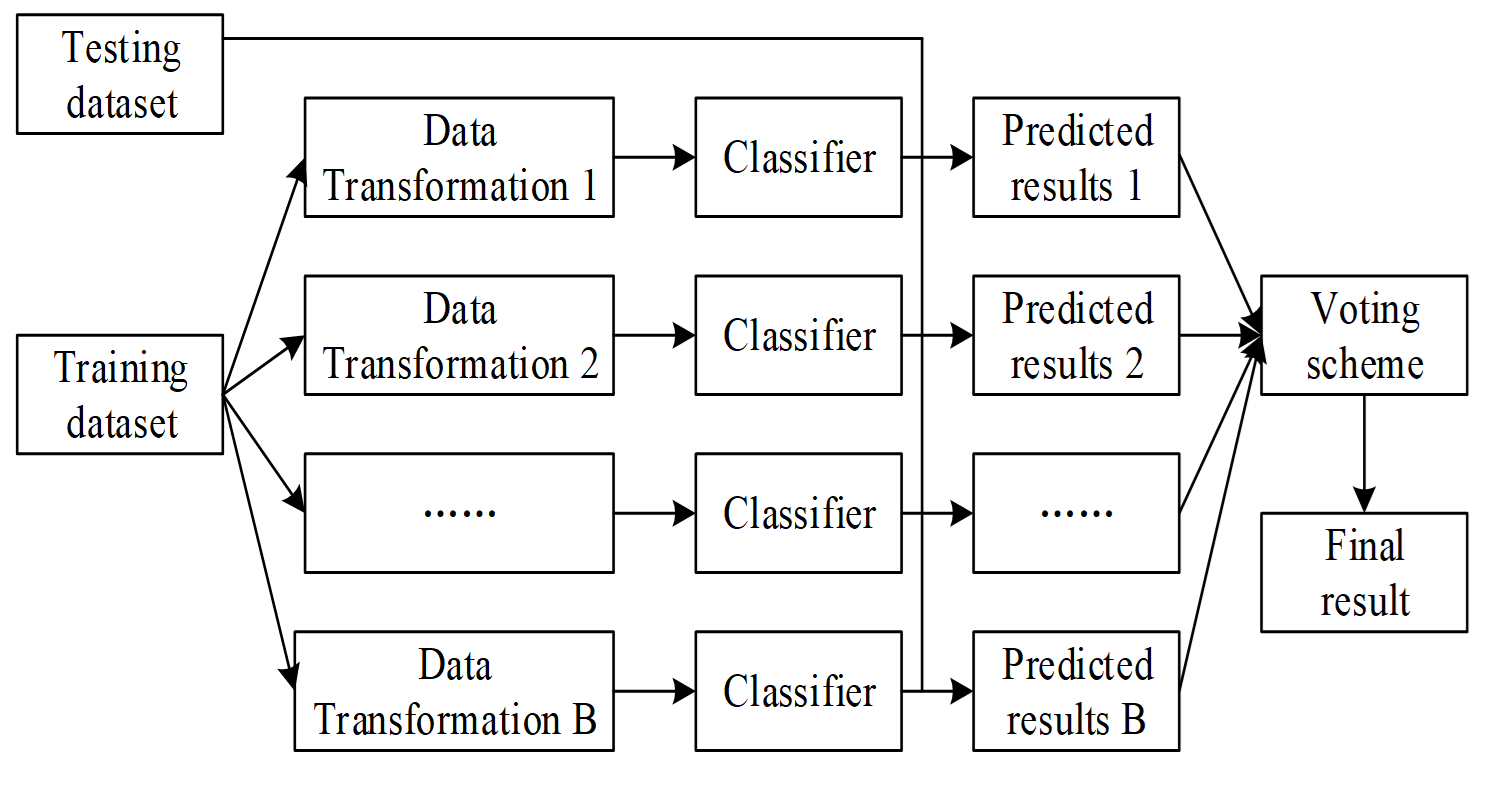 Testing
dataset
Data
Transformation 1
Classifier
Predicted
results 1
Training
dataset
Data
Transformation 2
Classifier
Predicted
results 2
Voting
scheme
......
Classifier
......
Final
result
Data
Transformation B
Classifier
Predicted
results B